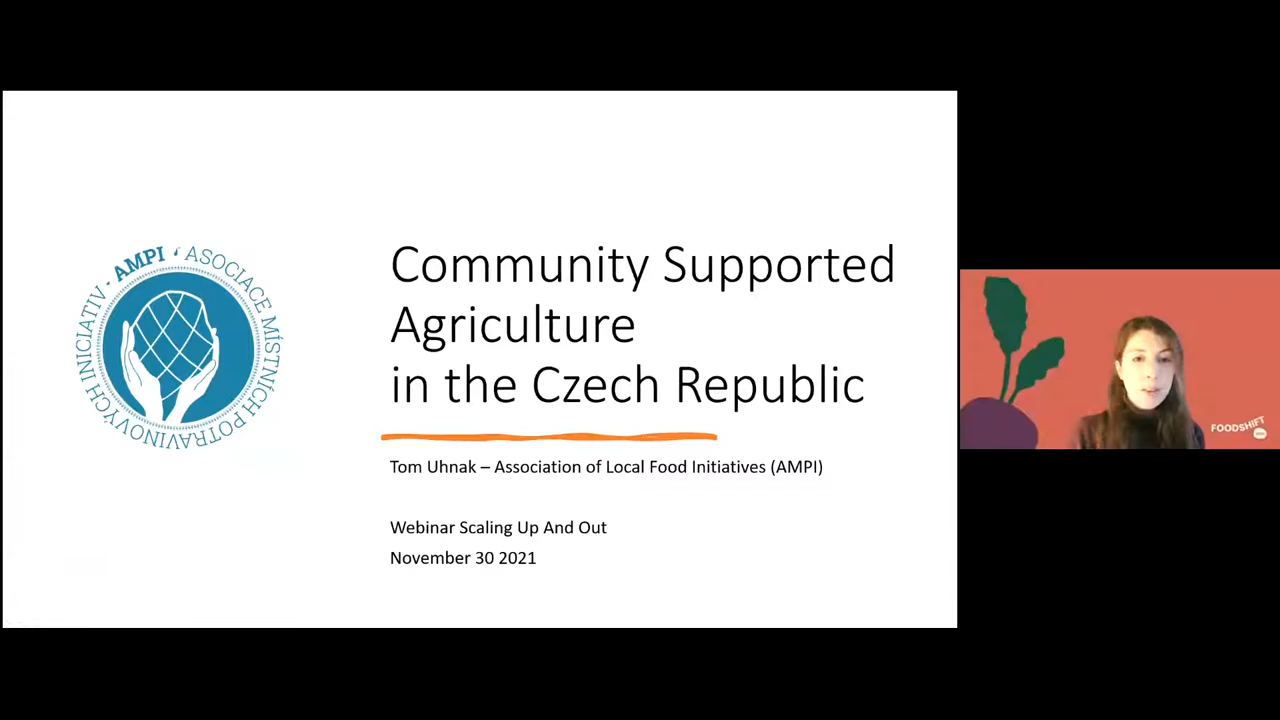 AMPI • ASOCIACE MÍSTNÍCH POTRAVINOVÝCH INICIATIV •
Community Supported
Agriculture
in the Czech Republic
Tom Uhnak – Association of Local Food Initiatives (AMPI)
Webinar Scaling Up And Out
November 30 2021
FOODSHIFT